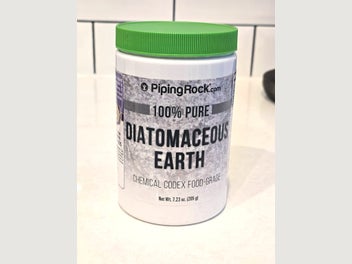 PipingRock.com
100% PURE
DIATOMACEOUS
EARTH
CHEMICAL CODEX FOOD-GRADE
Net Wt. 7.23 oz. (205 g)